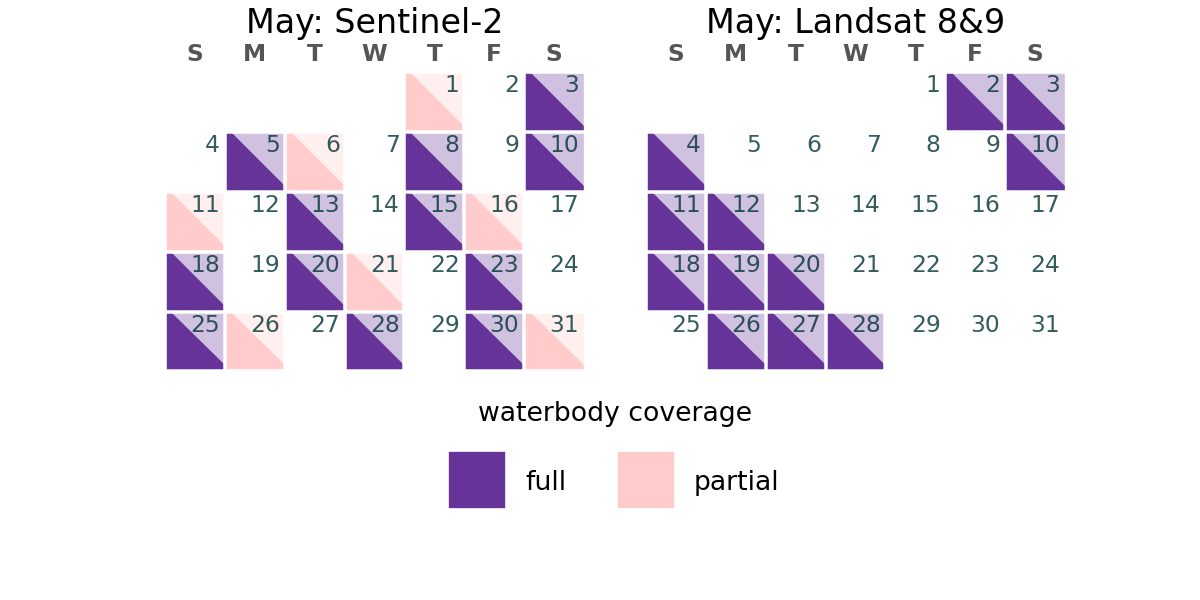 May: Sentinel-2
S M T W T F S
1 2 3
4 5 6 7 8 9 10
11 12 13 14 15 16 17
18 19 20 21 22 23 24
25 26 27 28 29 30 31
May: Landsat 8&9
S M T W T F S
1 2 3
4 5 6 7 8 9 10
11 12 13 14 15 16 17
18 19 20 21 22 23 24
25 26 27 28 29 30 31
waterbody coverage
full
partial